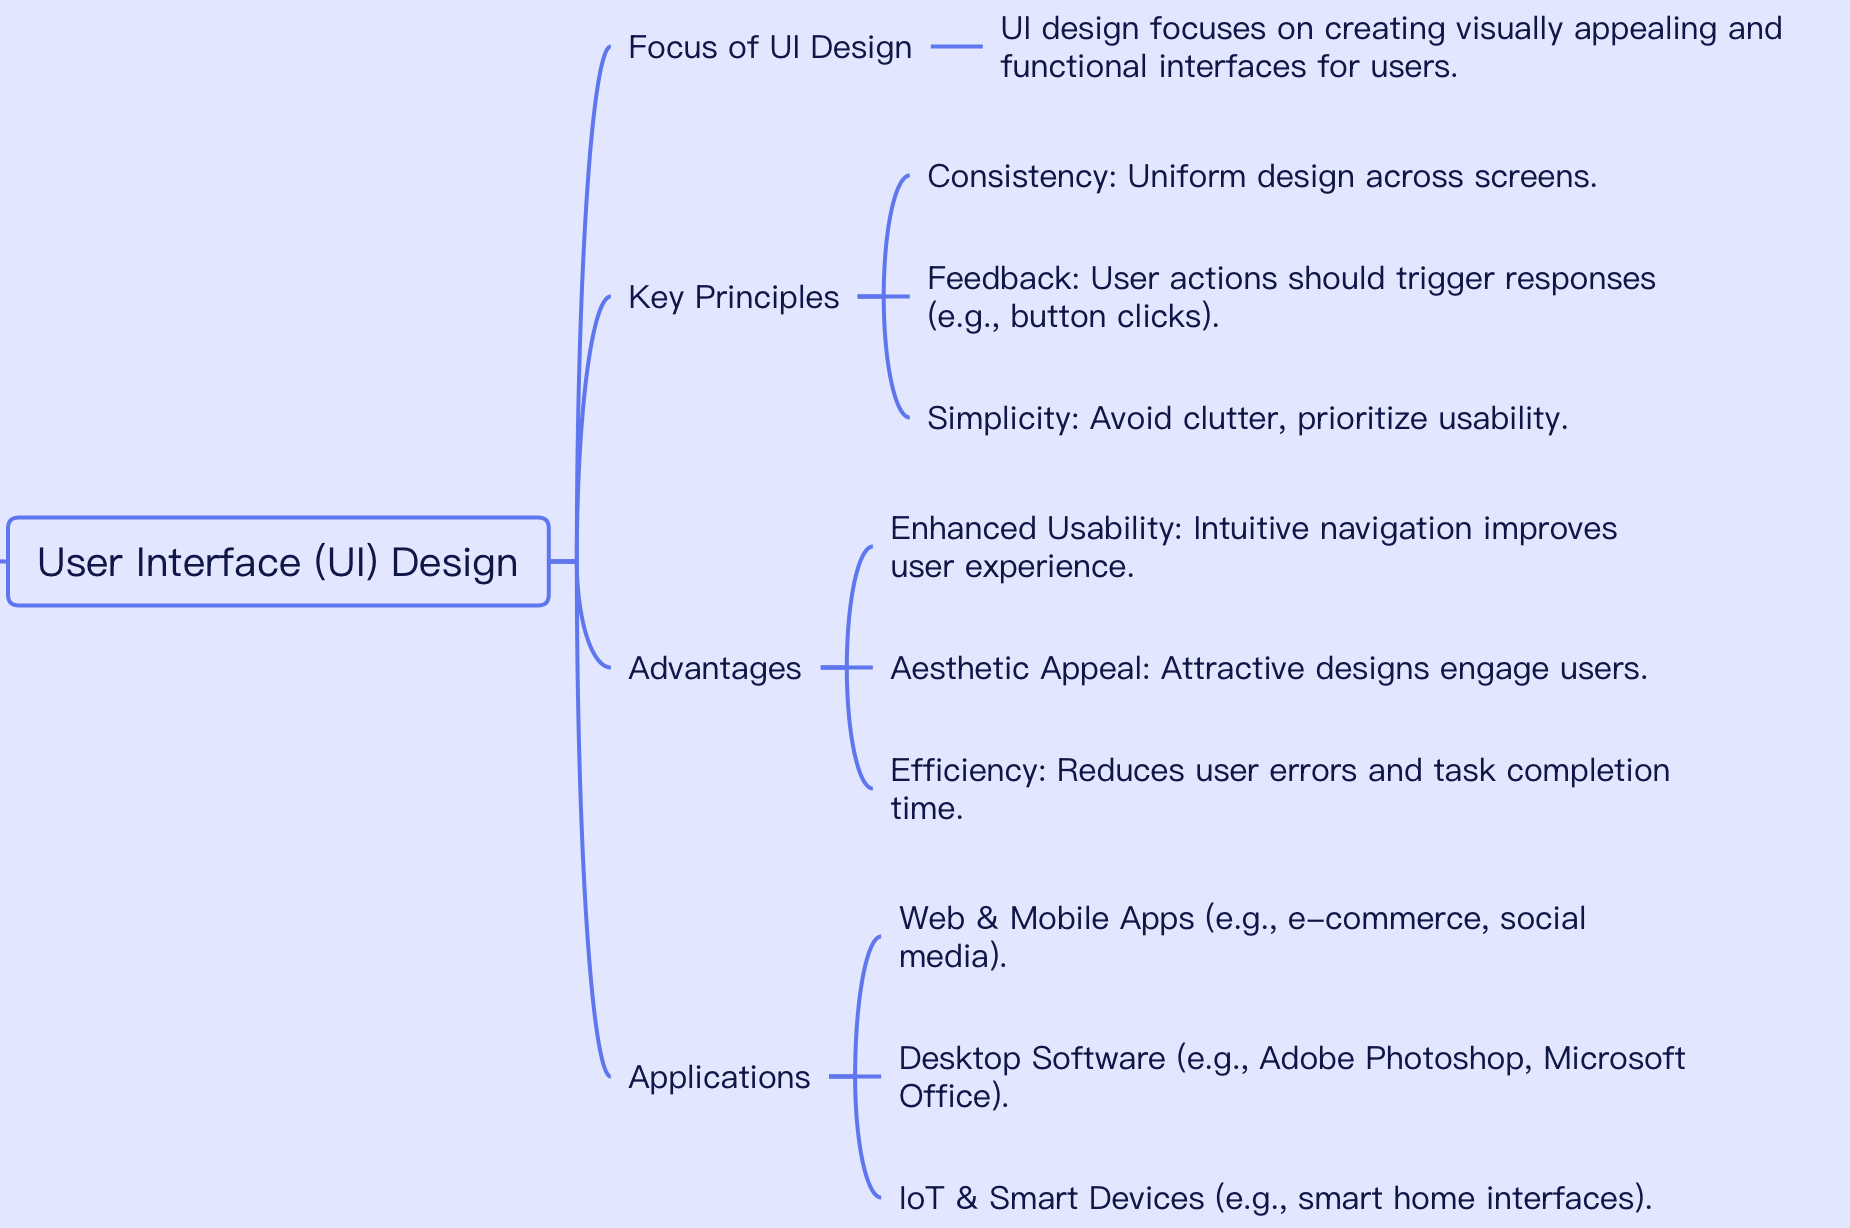 Focus of UI Design
UI design focuses on creating visually appealing and
functional interfaces for users.
Key Principles
Consistency: Uniform design across screens.
Feedback: User actions should trigger responses
(e.g., button clicks).
Simplicity: Avoid clutter, prioritize usability.
User Interface (UI) Design
Advantages
Enhanced Usability: Intuitive navigation improves
user experience.
Aesthetic Appeal: Attractive designs engage users.
Efficiency: Reduces user errors and task completion
time.
Applications
Web & Mobile Apps (e.g., e–commerce, social
media).
Desktop Software (e.g., Adobe Photoshop, Microsoft
Office).
IoT & Smart Devices (e.g., smart home interfaces).